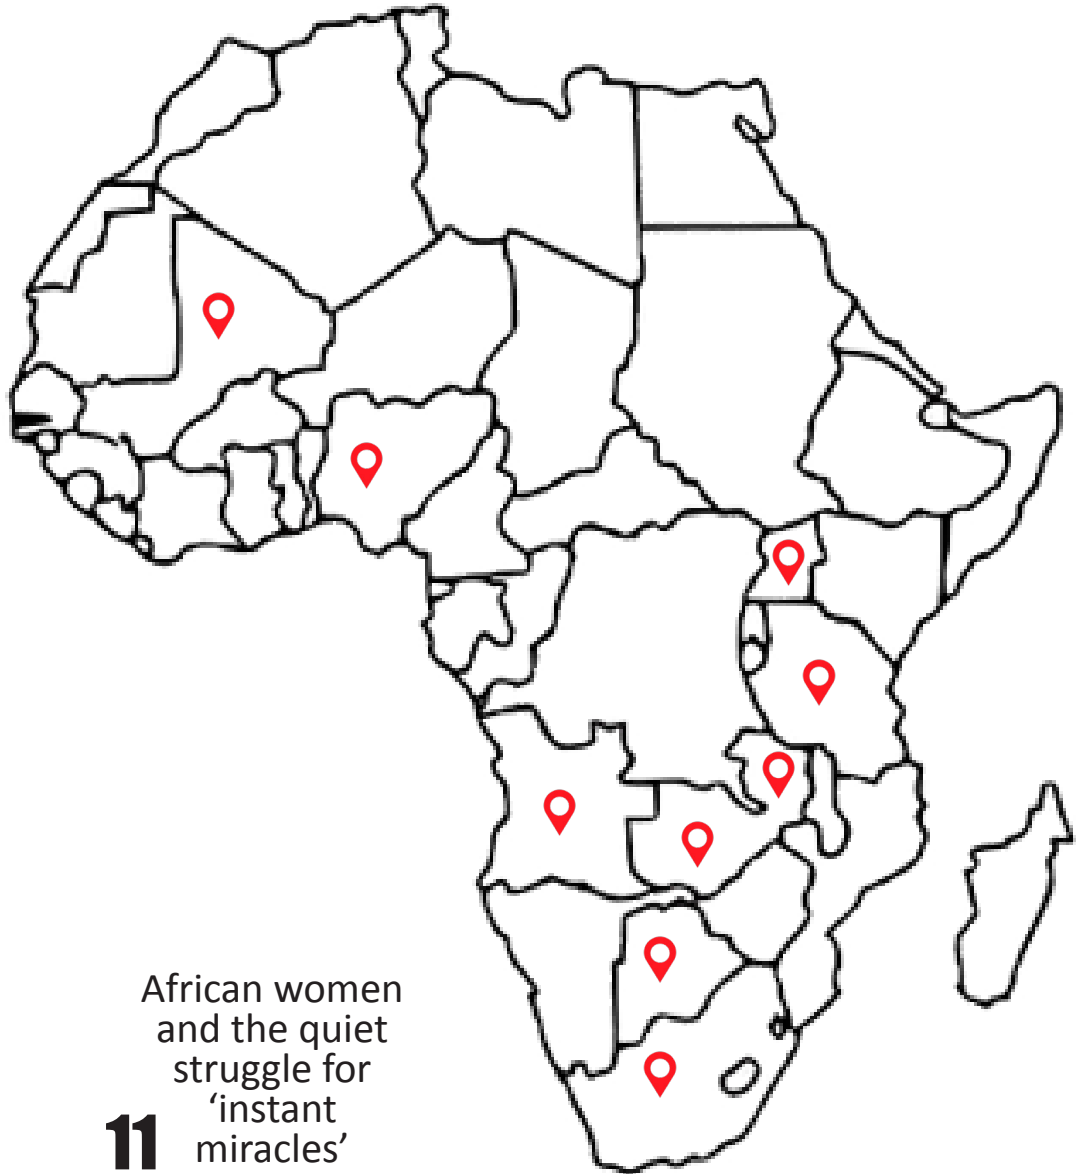 African women
and the quiet
struggle for
‘instant
miracles’
11